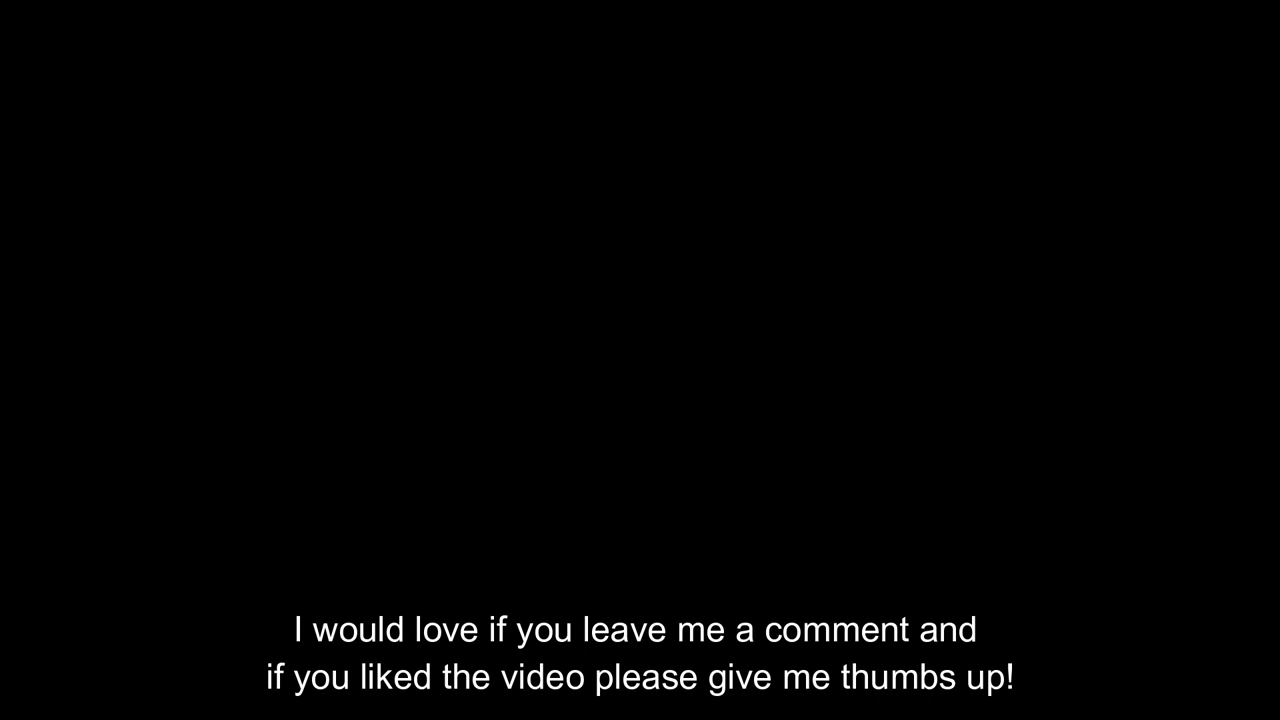 I would love if you leave me a comment and
if you liked the video please give me thumbs up!